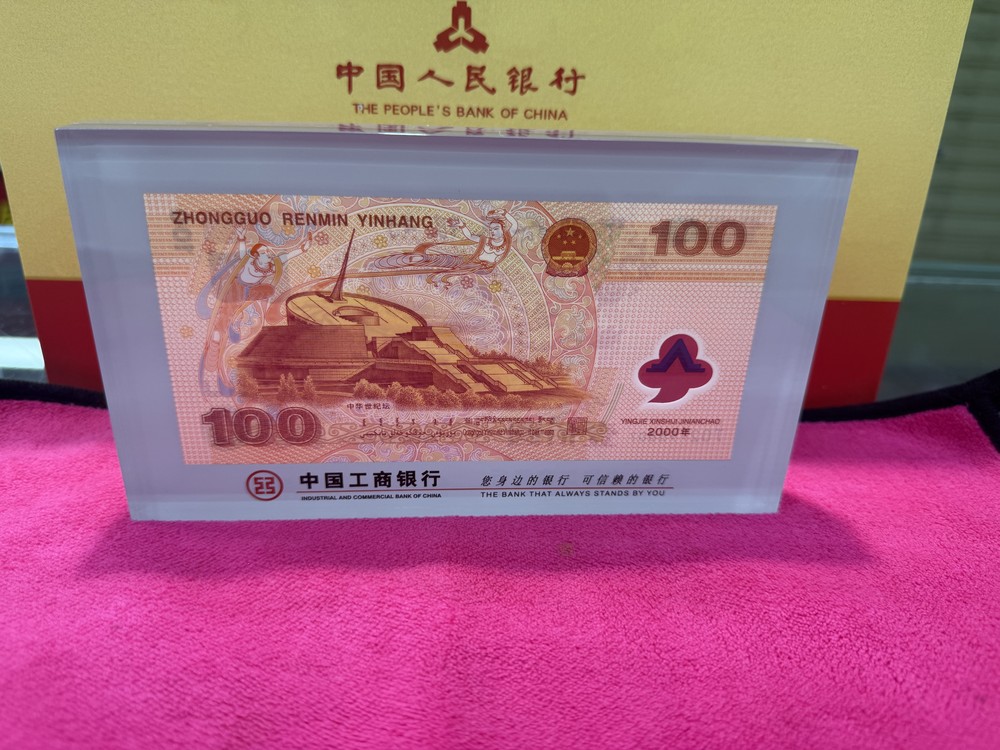 中国人民银行
THE PEOPLE'S BANK OF CHINA
ZHONGGUO RENMIN YINHANG
100
中华世纪坛
100
YINGJIE XINSHIJI JINIANCHAO
2000年
中国工商银行
INDUSTRIAL AND COMMERCIAL BANK OF CHINA
您身边的银行 可信赖的银行
THE BANK THAT ALWAYS STANDS BY YOU